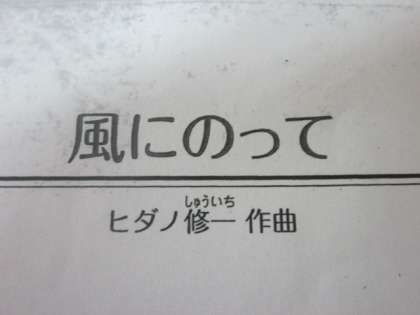 風にのって
しゅういち
ヒダノ修一 作曲